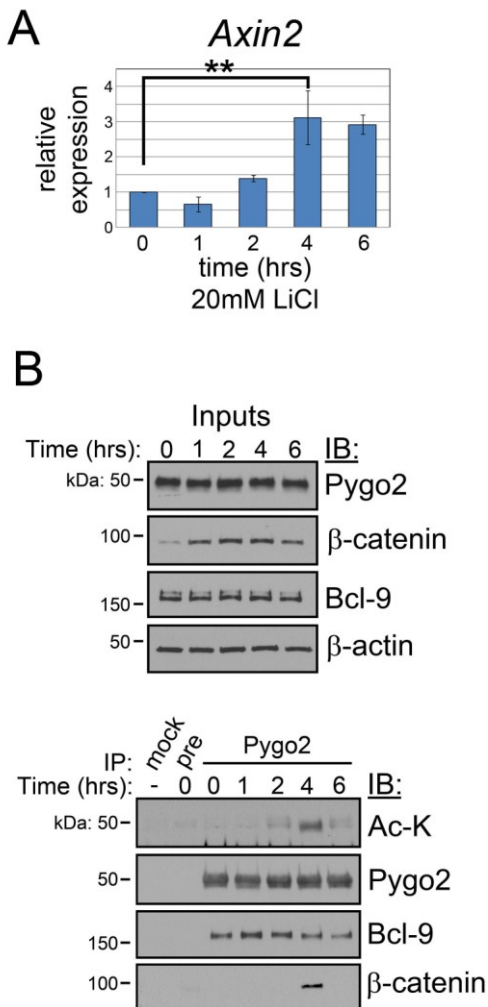 A
Axin2
**
relative
expression
4
3
2
1
0
0 1 2 4 6
time (hrs)
20mM LiCl
B
Inputs
Time (hrs): 0 1 2 4 6 IB:
kDa: 50 Pygo2
100 β-catenin
150 Bcl-9
50 β-actin
mock pre
IP: Pygo2
Time (hrs): - 0 0 1 2 4 6 IB:
kDa: 50 Ac-K
50 Pygo2
150 Bcl-9
100 β-catenin